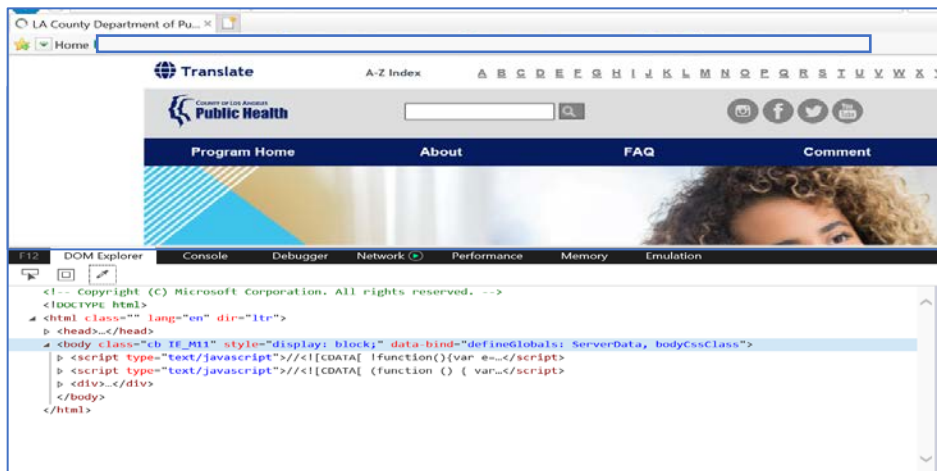 LA County Department of Pu...
Home
Translate
A-Z Index
A B C D E F G H I J K L M N O P Q R S T U V W X
County of Los Angeles
Public Health
You
Tube
Program Home About FAQ Comment
F12 DOM Explorer Console Debugger Network Performance Memory Emulation
<!-- Copyright (C) Microsoft Corporation. All rights reserved. -->
<!DOCTYPE html>
<html class="" lang="en" dir="ltr">
<head>…</head>
<body class="cb IE_M11" style="display: block;" data-bind="defineGlobals: ServerData, bodyCssClass">
<script type="text/javascript">//<![CDATA[ !function(){var e=…</script>
<script type="text/javascript">//<![CDATA[ (function () { var…</script>
<div>…</div>
</body>
</html>